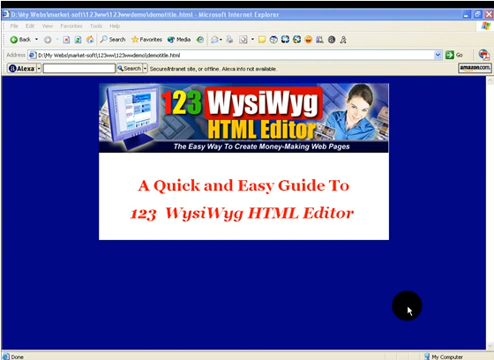 D:\My Webs\market-soft\123ww\123wwdemo\demotitle.html - Microsoft Internet Explorer
File Edit View Favorites Tools Help
Back Search Favorites Media
Address D:\My Webs\market-soft\123ww\123wwdemo\demotitle.html Go
Alexa Search Secure/Intranet site, or offline. Alexa info not available. amazon.com
123 WysiWyg
HTML Editor
The Easy Way To Create Money-Making Web Pages
A Quick and Easy Guide To
123 WysiWyg HTML Editor
Done My Computer